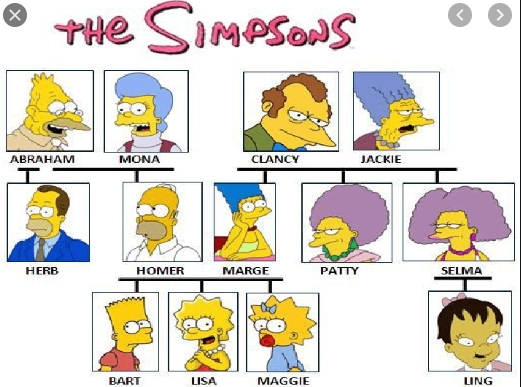 THE SIMPSONS
ABRAHAM MONA CLANCY JACKIE
HERB HOMER MARGE PATTY SELMA
BART LISA MAGGIE LING